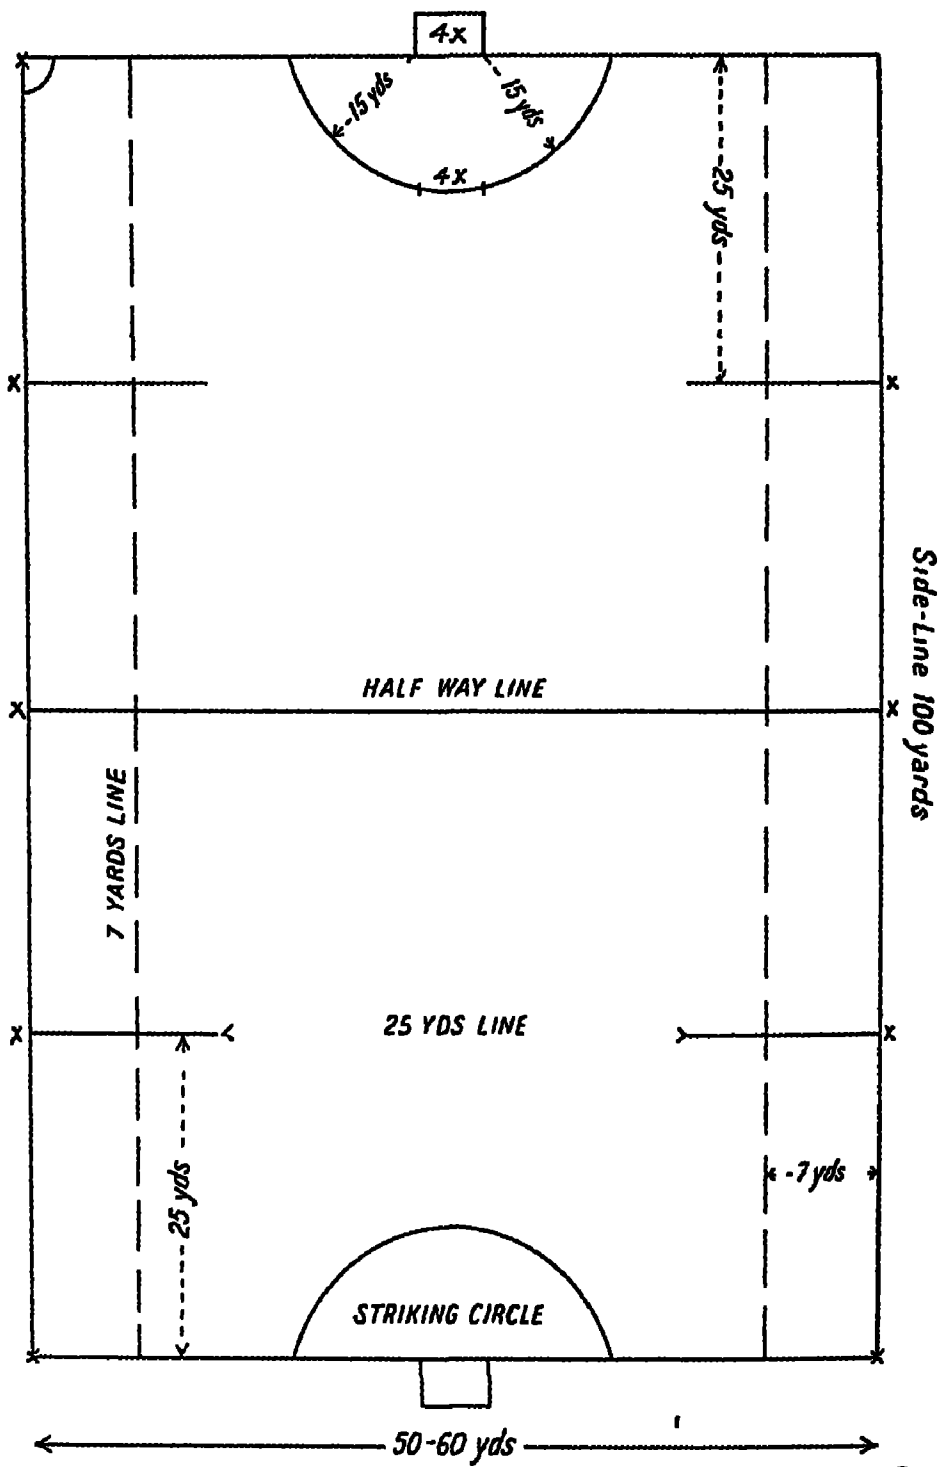 4x
-15 yds
-15 yds
4x
25 yds
HALF WAY LINE
Side-Line 100 yards
7 YARDS LINE
25 YDS LINE
25 yds
-7 yds
STRIKING CIRCLE
50-60 yds